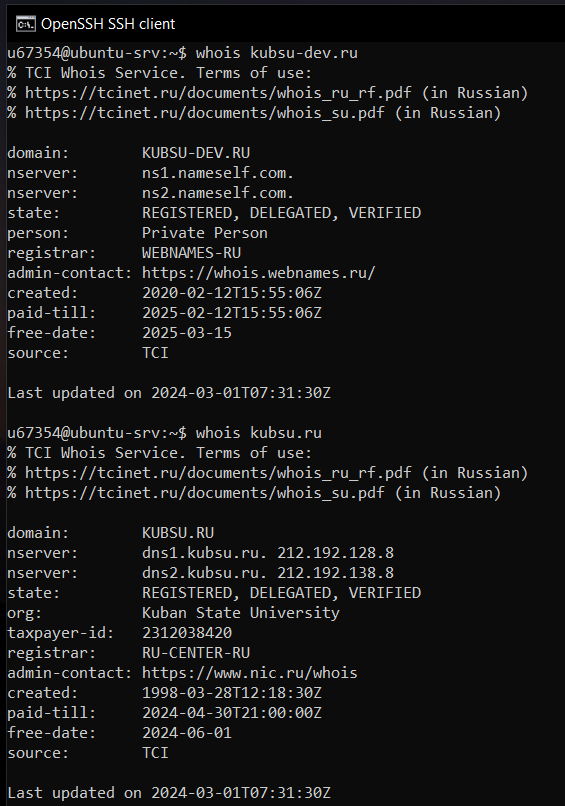 OpenSSH SSH client
u67354@ubuntu-srv:~$ whois kubsu-dev.ru
% TCI Whois Service. Terms of use:
% https://tcinet.ru/documents/whois_ru_rf.pdf (in Russian)
% https://tcinet.ru/documents/whois_su.pdf (in Russian)

domain:        KUBSU-DEV.RU
nserver:       ns1.nameself.com.
nserver:       ns2.nameself.com.
state:         REGISTERED, DELEGATED, VERIFIED
person:        Private Person
registrar:     WEBNAMES-RU
admin-contact: https://whois.webnames.ru/
created:       2020-02-12T15:55:06Z
paid-till:     2025-02-12T15:55:06Z
free-date:     2025-03-15
source:        TCI

Last updated on 2024-03-01T07:31:30Z

u67354@ubuntu-srv:~$ whois kubsu.ru
% TCI Whois Service. Terms of use:
% https://tcinet.ru/documents/whois_ru_rf.pdf (in Russian)
% https://tcinet.ru/documents/whois_su.pdf (in Russian)

domain:        KUBSU.RU
nserver:       dns1.kubsu.ru. 212.192.128.8
nserver:       dns2.kubsu.ru. 212.192.138.8
state:         REGISTERED, DELEGATED, VERIFIED
org:           Kuban State University
taxpayer-id:   2312038420
registrar:     RU-CENTER-RU
admin-contact: https://www.nic.ru/whois
created:       1998-03-28T12:18:30Z
paid-till:     2024-04-30T21:00:00Z
free-date:     2024-06-01
source:        TCI

Last updated on 2024-03-01T07:31:30Z